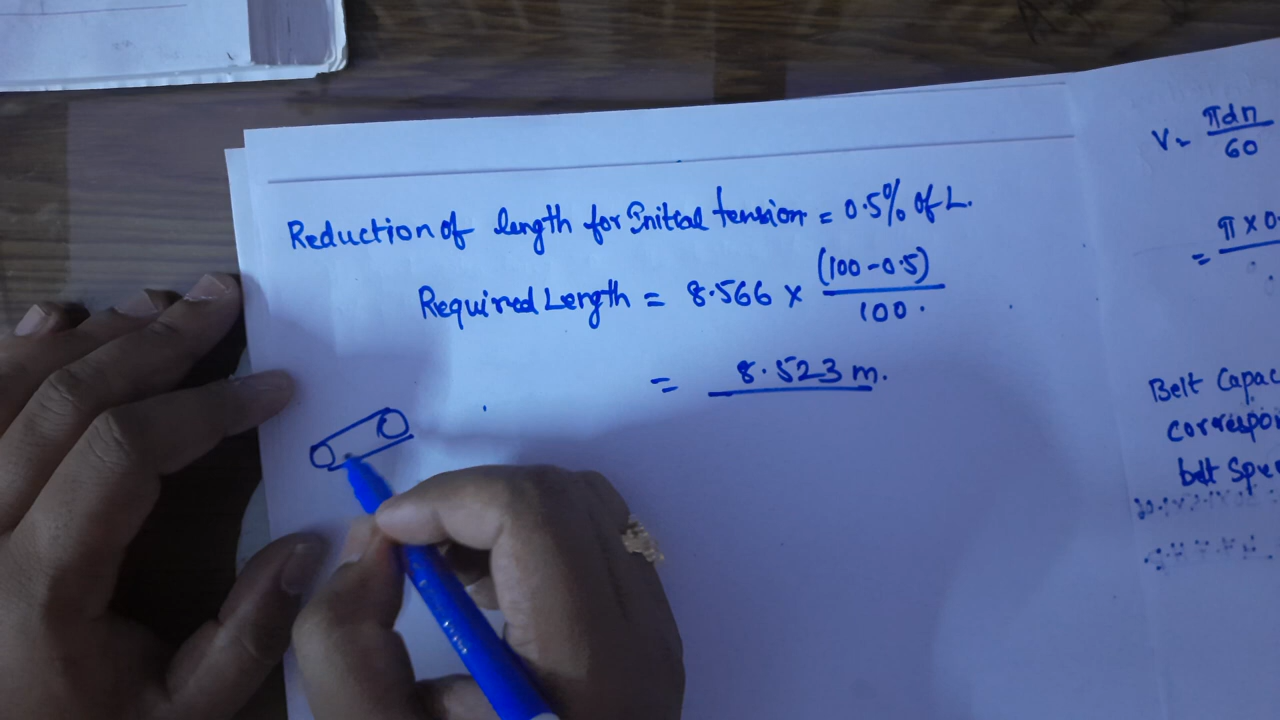 Reduction of length for Initial tension = 0.5% of L.
Required Length = 8.566 × (100-0.5)
100.
= 8.523 m.
V = πdn
60
= π × 0.
Belt Capac
correspon
belt Spee